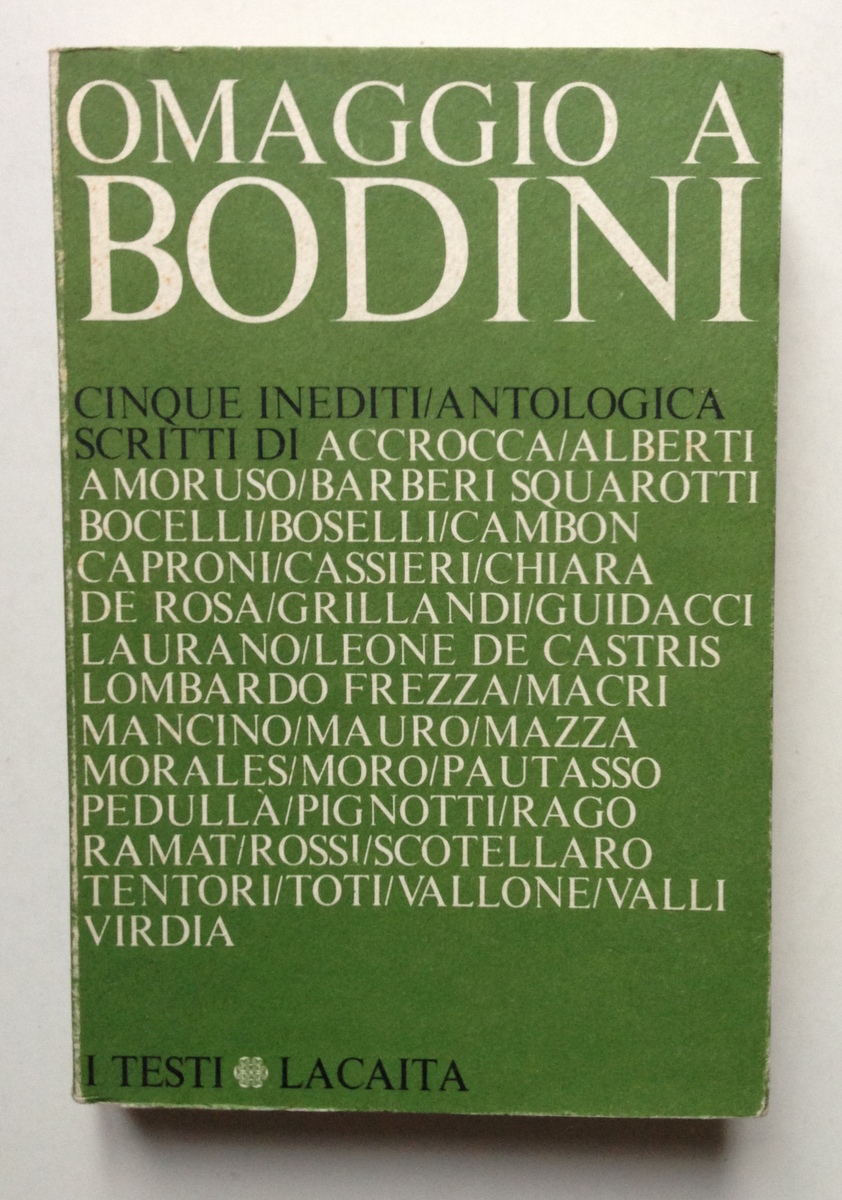 OMAGGIO A
BODINI
CINQUE INEDITI/ANTOLOGICA
SCRITTI DI ACCROCCA/ALBERTI
AMORUSO/BARBERI SQUAROTTI
BOCELLI/BOSELLI/CAMBON
CAPRONI/CASSIERI/CHIARA
DE ROSA/GRILLANDI/GUIDACCI
LAURANO/LEONE DE CASTRIS
LOMBARDO FREZZA/MACRI
MANCINO/MAURO/MAZZA
MORALES/MORO/PAUTASSO
PEDULLÀ/PIGNOTTI/RAGO
RAMAT/ROSSI/SCOTELLARO
TENTORI/TOTI/VALLONE/VALLI
VIRDIA
I TESTI LACAITA